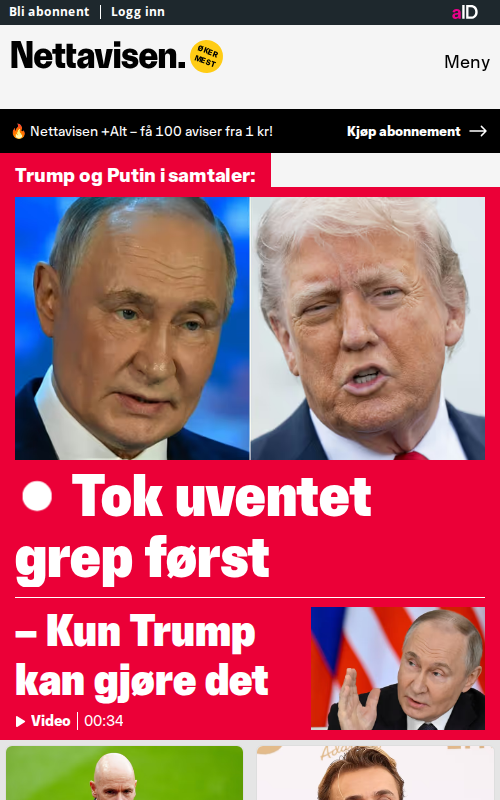 Bli abonnent | Logg inn
aID
Nettavisen.
ØKER
MEST
Meny
🔥 Nettavisen +Alt – få 100 aviser fra 1 kr!
Kjøp abonnement →
Trump og Putin i samtaler:
Tok uventet
grep først
– Kun Trump
kan gjøre det
Video | 00:34